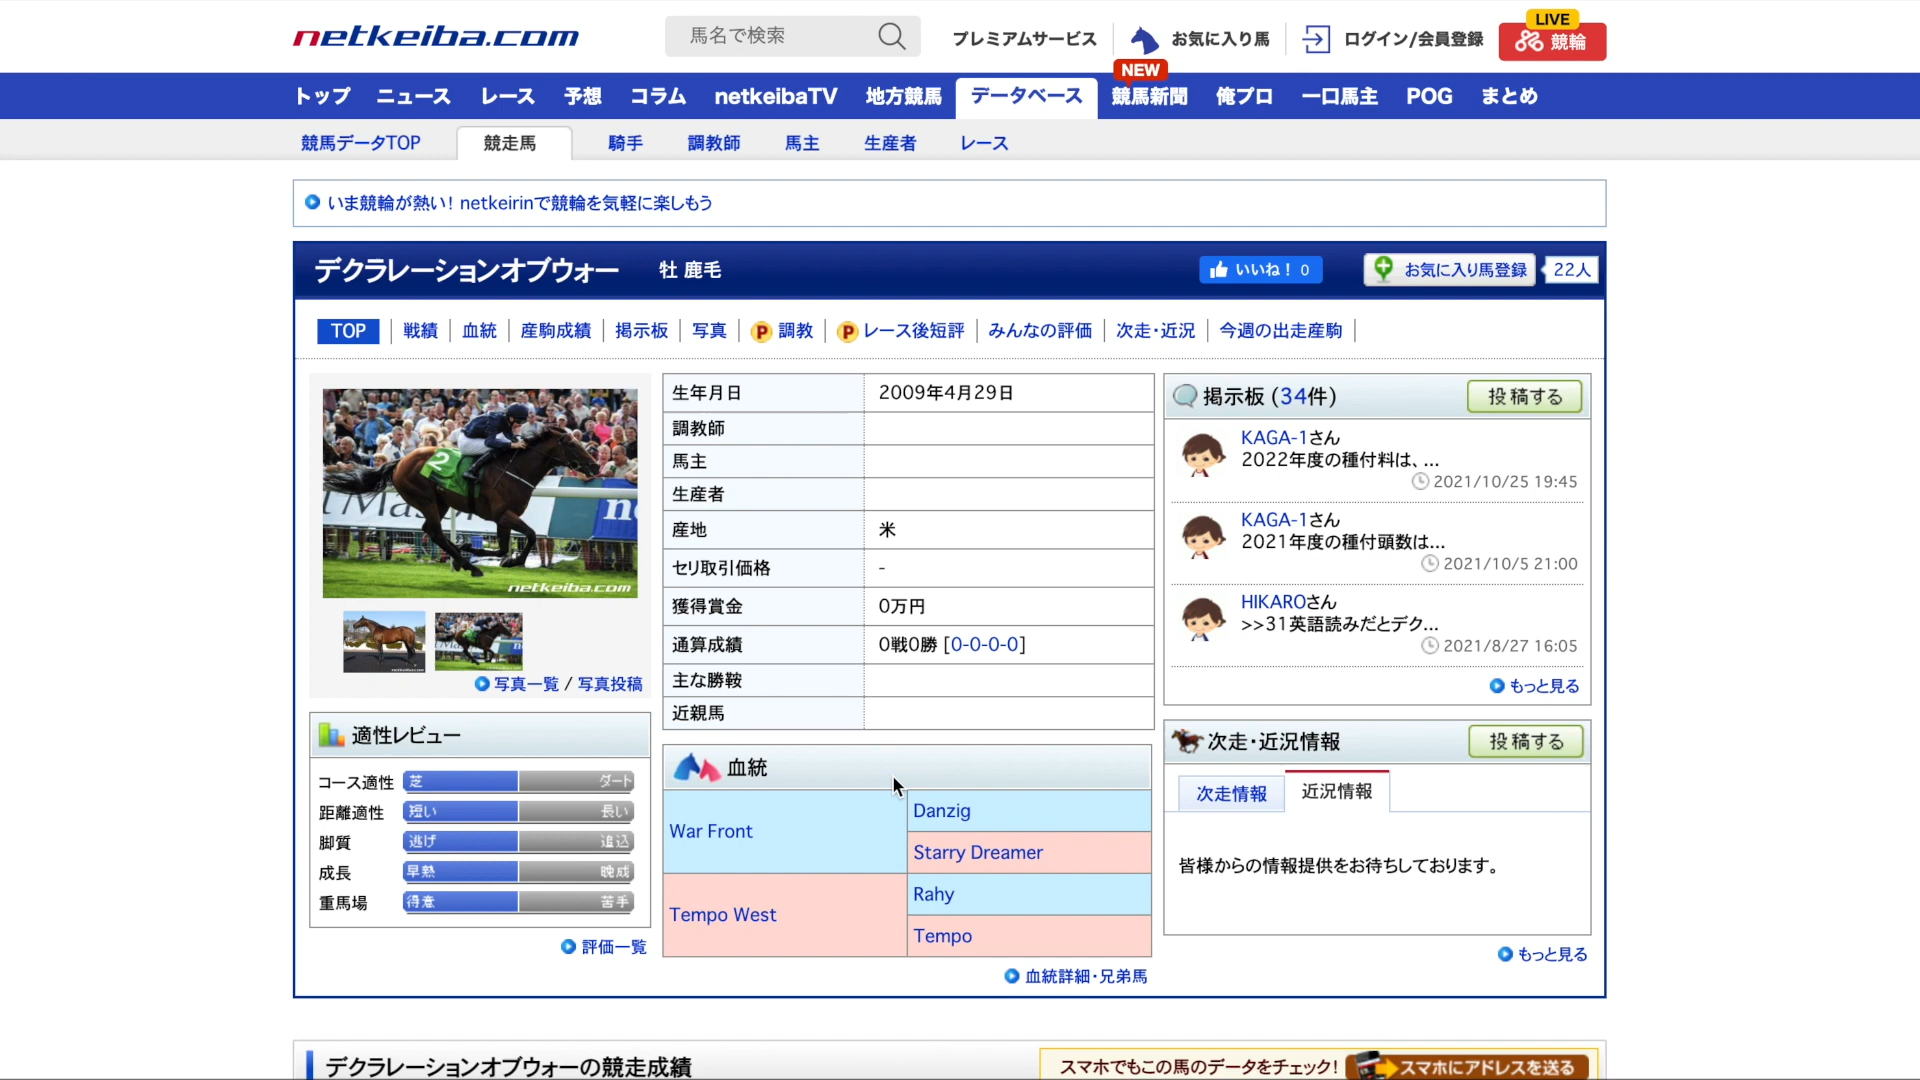 netkeiba.com
馬名で検索
プレミアムサービス
お気に入り馬
ログイン/会員登録
LIVE
競輪
NEW
トップ ニュース レース 予想 コラム netkeibaTV 地方競馬 データベース 競馬新聞 俺プロ 一口馬主 POG まとめ
競馬データTOP 競走馬 騎手 調教師 馬主 生産者 レース
いま競輪が熱い! netkeirinで競輪を気軽に楽しもう
デクラレーションオブウォー 牡 鹿毛
いいね! 0
お気に入り馬登録 22人
TOP 戦績 血統 産駒成績 掲示板 写真 P 調教 P レース後短評 みんなの評価 次走・近況 今週の出走産駒
2
netkeiba.com
写真一覧 / 写真投稿
適性レビュー
コース適性 芝 ダート
距離適性 短い 長い
脚質 逃げ 追込
成長 早熟 晩成
重馬場 得意 苦手
評価一覧
生年月日 2009年4月29日
調教師
馬主
生産者
産地 米
セリ取引価格 -
獲得賞金 0万円
通算成績 0戦0勝 [0-0-0-0]
主な勝鞍
近親馬
血統
War Front
Danzig
Starry Dreamer
Tempo West
Rahy
Tempo
血統詳細・兄弟馬
掲示板 (34件)
投稿する
KAGA-1さん
2022年度の種付料は、...
2021/10/25 19:45
KAGA-1さん
2021年度の種付頭数は...
2021/10/5 21:00
HIKAROさん
>>31英語読みだとデク...
2021/8/27 16:05
もっと見る
次走・近況情報
投稿する
次走情報 近況情報
皆様からの情報提供をお待ちしております。
もっと見る
デクラレーションオブウォーの競走成績
スマホでもこの馬のデータをチェック!
スマホにアドレスを送る